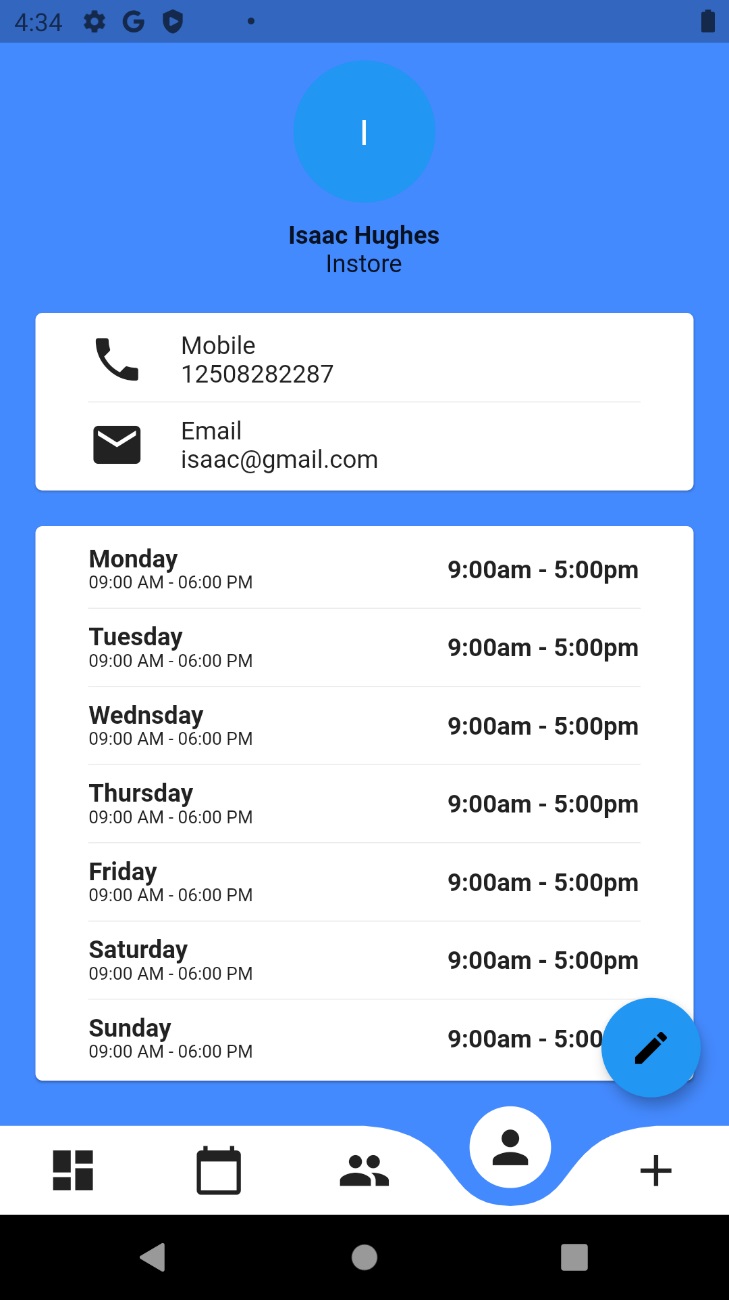 4:34
I
Isaac Hughes
Instore
Mobile
12508282287
Email
isaac@gmail.com
Monday
09:00 AM - 06:00 PM
9:00am - 5:00pm
Tuesday
09:00 AM - 06:00 PM
9:00am - 5:00pm
Wednsday
09:00 AM - 06:00 PM
9:00am - 5:00pm
Thursday
09:00 AM - 06:00 PM
9:00am - 5:00pm
Friday
09:00 AM - 06:00 PM
9:00am - 5:00pm
Saturday
09:00 AM - 06:00 PM
9:00am - 5:00pm
Sunday
09:00 AM - 06:00 PM
9:00am - 5:00